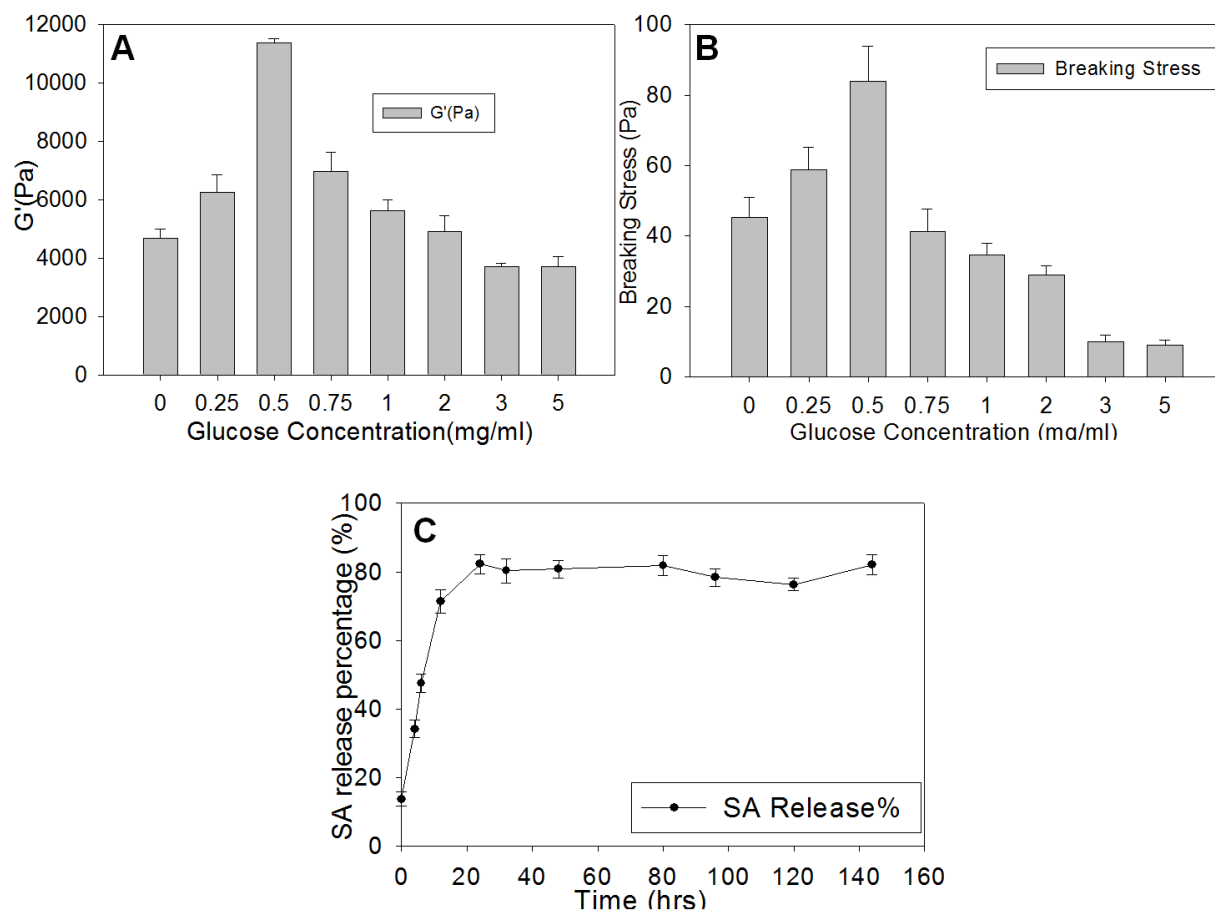 A
G'(Pa)
12000
10000
8000
6000
4000
2000
0
G'(Pa)
0 0.25 0.5 0.75 1 2 3 5
Glucose Concentration(mg/ml)
B
Breaking Stress (Pa)
100
80
60
40
20
0
Breaking Stress
0 0.25 0.5 0.75 1 2 3 5
Glucose Concentration (mg/ml)
C
SA release percentage (%)
100
80
60
40
20
0
SA Release%
0 20 40 60 80 100 120 140 160
Time (hrs)